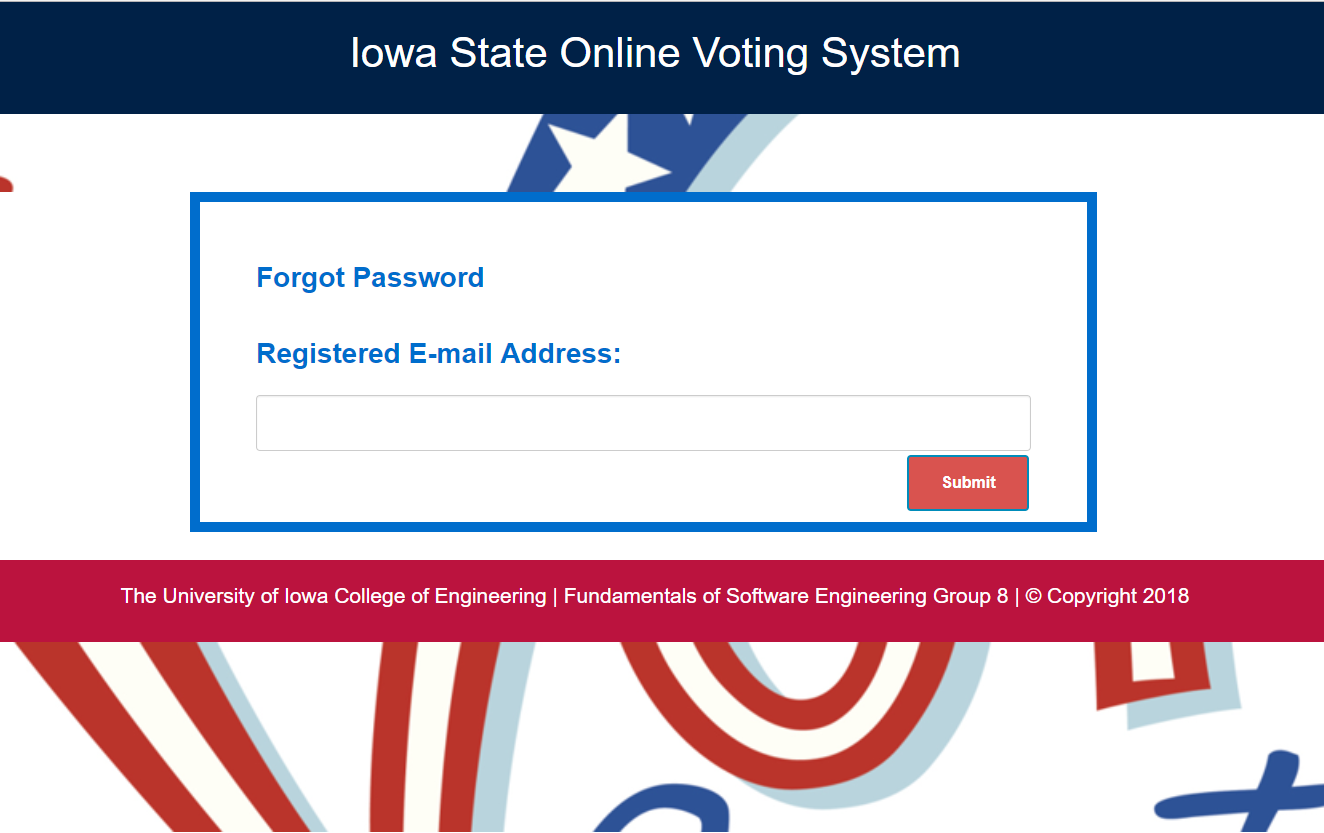 Iowa State Online Voting System
Forgot Password
Registered E-mail Address:
Submit
The University of Iowa College of Engineering | Fundamentals of Software Engineering Group 8 | © Copyright 2018